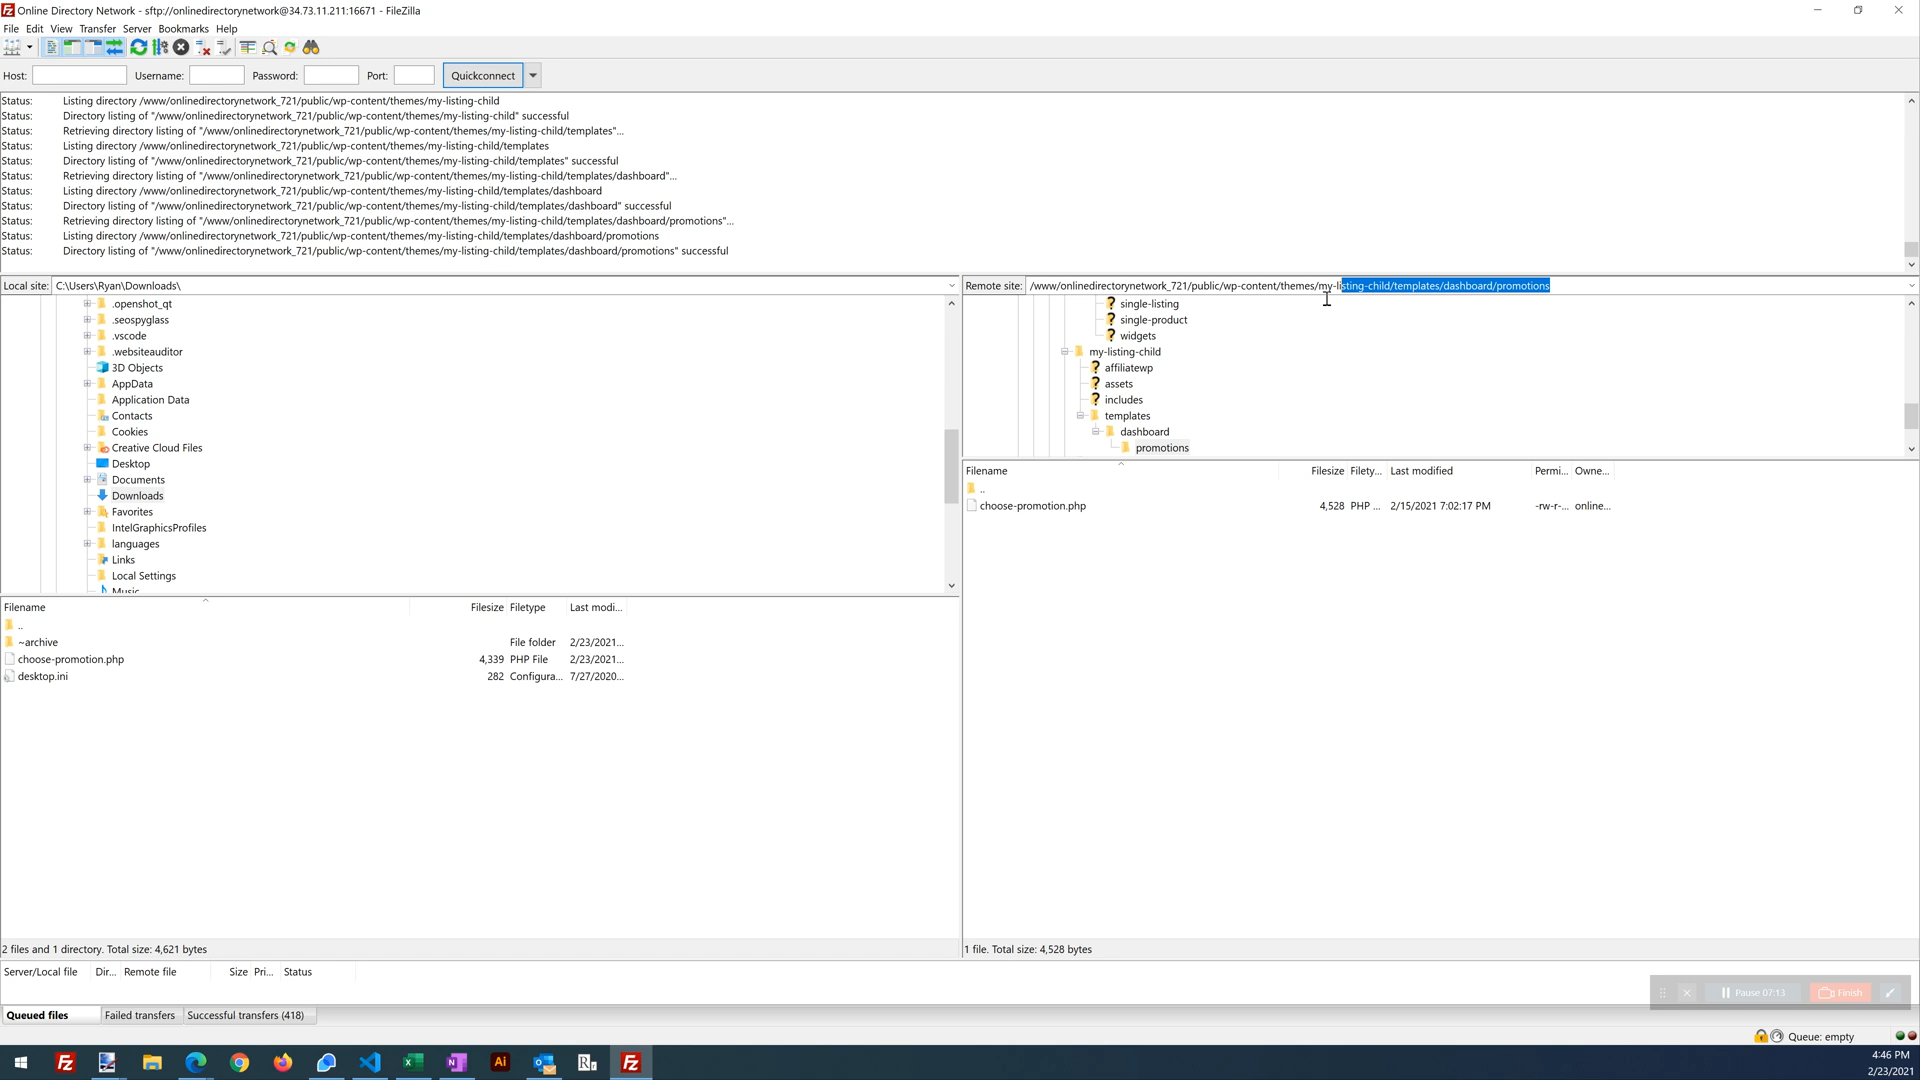 Online Directory Network - sftp://onlinedirectorynetwork@34.73.11.211:16671 - FileZilla
File Edit View Transfer Server Bookmarks Help
Host: Username: Password: Port: Quickconnect
Status: Listing directory /www/onlinedirectorynetwork_721/public/wp-content/themes/my-listing-child
Status: Directory listing of "/www/onlinedirectorynetwork_721/public/wp-content/themes/my-listing-child" successful
Status: Retrieving directory listing of "/www/onlinedirectorynetwork_721/public/wp-content/themes/my-listing-child/templates"...
Status: Listing directory /www/onlinedirectorynetwork_721/public/wp-content/themes/my-listing-child/templates
Status: Directory listing of "/www/onlinedirectorynetwork_721/public/wp-content/themes/my-listing-child/templates" successful
Status: Retrieving directory listing of "/www/onlinedirectorynetwork_721/public/wp-content/themes/my-listing-child/templates/dashboard"...
Status: Listing directory /www/onlinedirectorynetwork_721/public/wp-content/themes/my-listing-child/templates/dashboard
Status: Directory listing of "/www/onlinedirectorynetwork_721/public/wp-content/themes/my-listing-child/templates/dashboard" successful
Status: Retrieving directory listing of "/www/onlinedirectorynetwork_721/public/wp-content/themes/my-listing-child/templates/dashboard/promotions"...
Status: Listing directory /www/onlinedirectorynetwork_721/public/wp-content/themes/my-listing-child/templates/dashboard/promotions
Status: Directory listing of "/www/onlinedirectorynetwork_721/public/wp-content/themes/my-listing-child/templates/dashboard/promotions" successful
Local site: C:\Users\Ryan\Downloads\
.openshot_qt
.seospyglass
.vscode
.websiteauditor
3D Objects
AppData
Application Data
Contacts
Cookies
Creative Cloud Files
Desktop
Documents
Downloads
Favorites
IntelGraphicsProfiles
languages
Links
Local Settings
Music
Filename Filesize Filetype Last modi...
..
~archive File folder 2/23/2021...
choose-promotion.php 4,339 PHP File 2/23/2021...
desktop.ini 282 Configura... 7/27/2020...
2 files and 1 directory. Total size: 4,621 bytes
Remote site: /www/onlinedirectorynetwork_721/public/wp-content/themes/my-listing-child/templates/dashboard/promotions
single-listing
single-product
widgets
my-listing-child
affiliatewp
assets
includes
templates
dashboard
promotions
Filename Filesize Filety... Last modified Permi... Owne...
..
choose-promotion.php 4,528 PHP ... 2/15/2021 7:02:17 PM -rw-r-... online...
1 file. Total size: 4,528 bytes
Server/Local file Dir... Remote file Size Pri... Status
Pause 07:13 Finish
Queued files Failed transfers Successful transfers (418)
Queue: empty
4:46 PM
2/23/2021